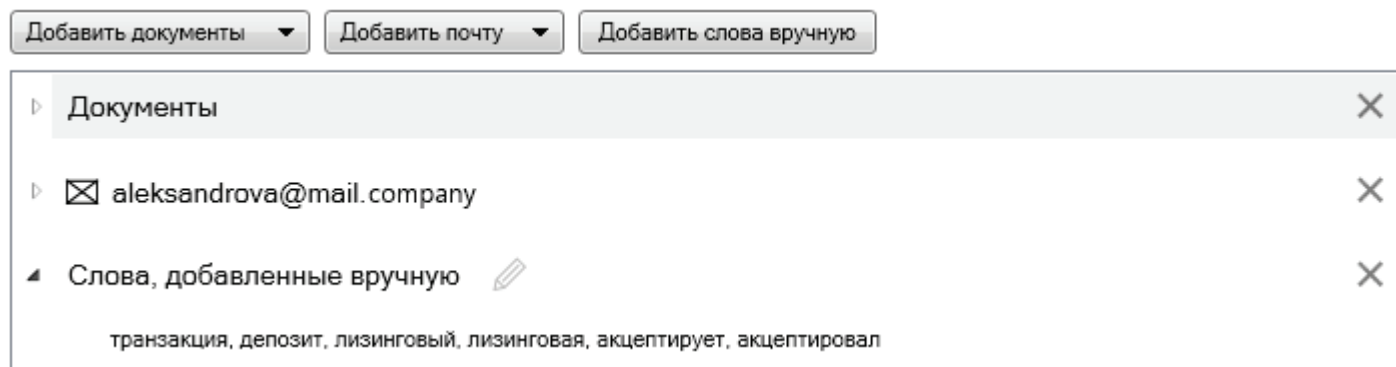 Добавить документы Добавить почту Добавить слова вручную
Документы
aleksandrova@mail.company
Слова, добавленные вручную
транзакция, депозит, лизинговый, лизинговая, акцептирует, акцептировал